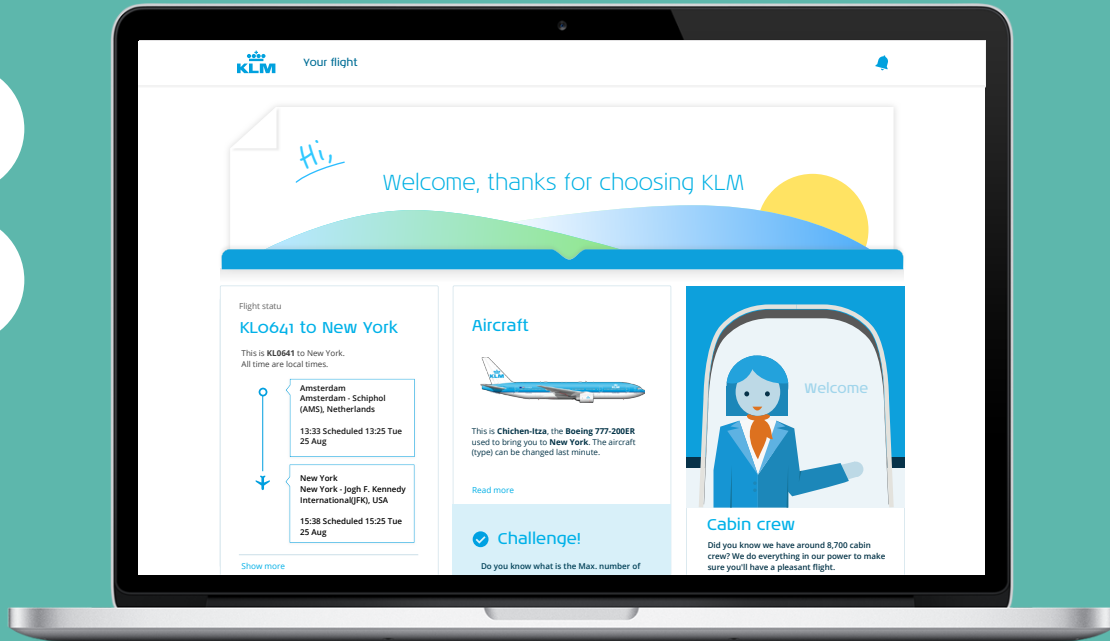 KLM
Your flight
Hi,
Welcome, thanks for choosing KLM
Flight statu
KL0641 to New York
This is KL0641 to New York.
All time are local times.
Amsterdam
Amsterdam - Schiphol
(AMS), Netherlands
13:33 Scheduled 13:25 Tue
25 Aug
New York
New York - Jogh F. Kennedy
International(JFK), USA
15:38 Scheduled 15:25 Tue
25 Aug
Show more
Aircraft
KLM
This is Chichen-Itza, the Boeing 777-200ER
used to bring you to New York. The aircraft
(type) can be changed last minute.
Read more
Challenge!
Do you know what is the Max. number of
Welcome
Cabin crew
Did you know we have around 8,700 cabin
crew? We do everything in our power to make
sure you'll have a pleasant flight.